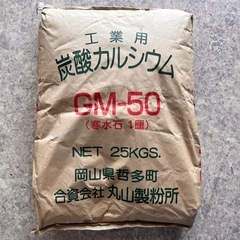 工業用
炭酸カルシウム
GM-50
(寒水石1厘)
NET 25KGS.
岡山県哲多町
合資会社丸山製粉所